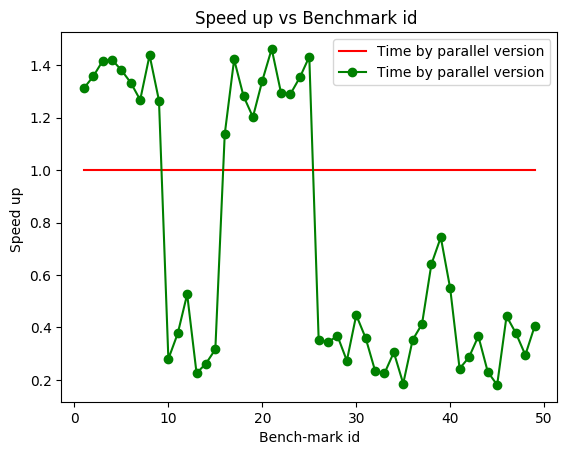 Speed up vs Benchmark id
Time by parallel version
Time by parallel version
1.4
1.2
1.0
0.8
0.6
0.4
0.2
Speed up
0 10 20 30 40 50
Bench-mark id